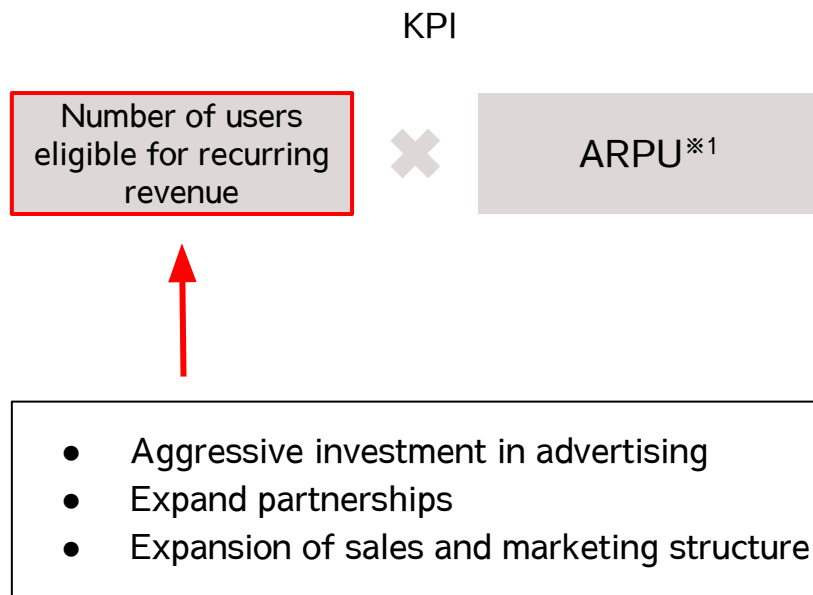 KPI
Number of users
eligible for recurring
revenue
ARPU※1
● Aggressive investment in advertising
● Expand partnerships
● Expansion of sales and marketing structure